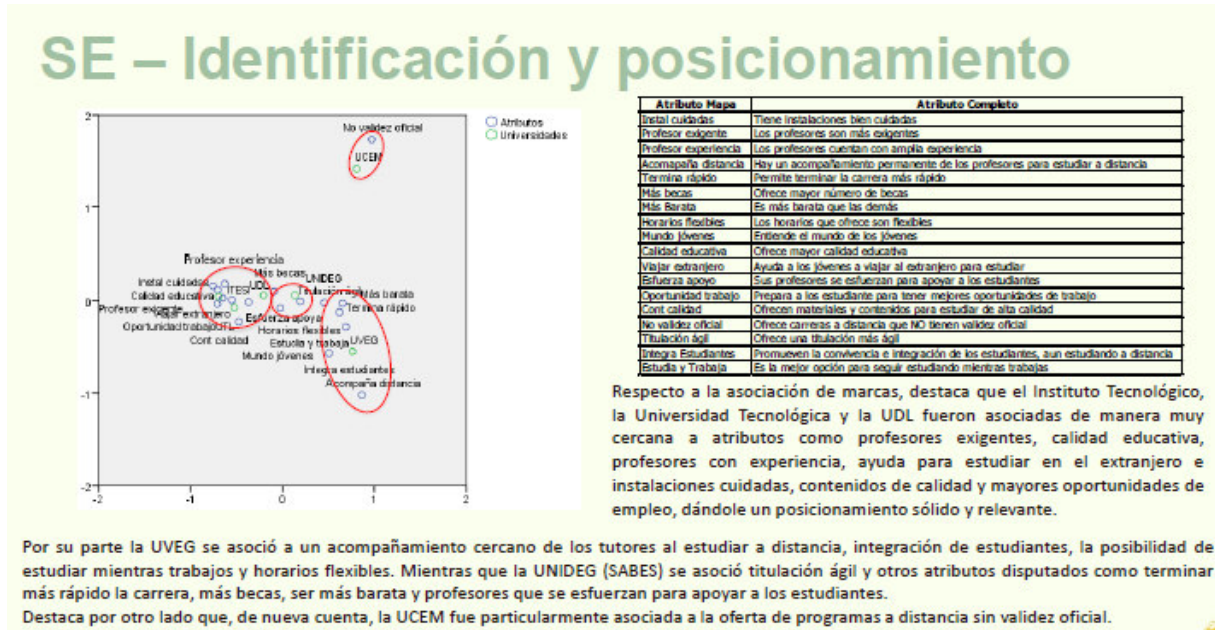 SE – Identificación y posicionamiento
2
1
0
-1
-2
-2
-1
0
1
2
Atributos
Universidades
No validez oficial
UCEM
Profesor experiencia
Más becas
UNIDEG
Instal cuidadas
ITESI
UDL
Titulación ágil
Más barata
Calidad educativa
Profesor exigente
Viajar extranjero
Termina rápido
Esfuerza apoyo
Oportunidad trabajo
Horarios flexibles
Cont calidad
Estudia y trabaja
UVEG
Mundo jóvenes
Integra estudiantes
Acompaña distancia
Atributo Mapa Atributo Completo
Instal cuidadas Tiene instalaciones bien cuidadas
Profesor exigente Los profesores son más exigentes
Profesor experiencia Los profesores cuentan con amplia experiencia
Acomapaña distancia Hay un acompañamiento permanente de los profesores para estudiar a distancia
Termina rápido Permite terminar la carrera más rápido
Más becas Ofrece mayor número de becas
Más Barata Es más barata que las demás
Horarios flexibles Los horarios que ofrece son flexibles
Mundo jóvenes Entiende el mundo de los jóvenes
Calidad educativa Ofrece mayor calidad educativa
Viajar extranjero Ayuda a los jóvenes a viajar al extranjero para estudiar
Esfuerza apoyo Sus profesores se esfuerzan para apoyar a los estudiantes
Oportunidad trabajo Prepara a los estudiante para tener mejores oportunidades de trabajo
Cont calidad Ofrecen materiales y contenidos para estudiar de alta calidad
No validez oficial Ofrece carreras a distancia que NO tienen validez oficial
Titulación ágil Ofrece una titulación más ágil
Integra Estudiantes Promueven la convivencia e integración de los estudiantes, aun estudiando a distancia
Estudia y Trabaja Es la mejor opción para seguir estudiando mientras trabajas
Respecto a la asociación de marcas, destaca que el Instituto Tecnológico,
la Universidad Tecnológica y la UDL fueron asociadas de manera muy
cercana a atributos como profesores exigentes, calidad educativa,
profesores con experiencia, ayuda para estudiar en el extranjero e
instalaciones cuidadas, contenidos de calidad y mayores oportunidades de
empleo, dándole un posicionamiento sólido y relevante.
Por su parte la UVEG se asoció a un acompañamiento cercano de los tutores al estudiar a distancia, integración de estudiantes, la posibilidad de
estudiar mientras trabajos y horarios flexibles. Mientras que la UNIDEG (SABES) se asoció titulación ágil y otros atributos disputados como terminar
más rápido la carrera, más becas, ser más barata y profesores que se esfuerzan para apoyar a los estudiantes.
Destaca por otro lado que, de nueva cuenta, la UCEM fue particularmente asociada a la oferta de programas a distancia sin validez oficial.